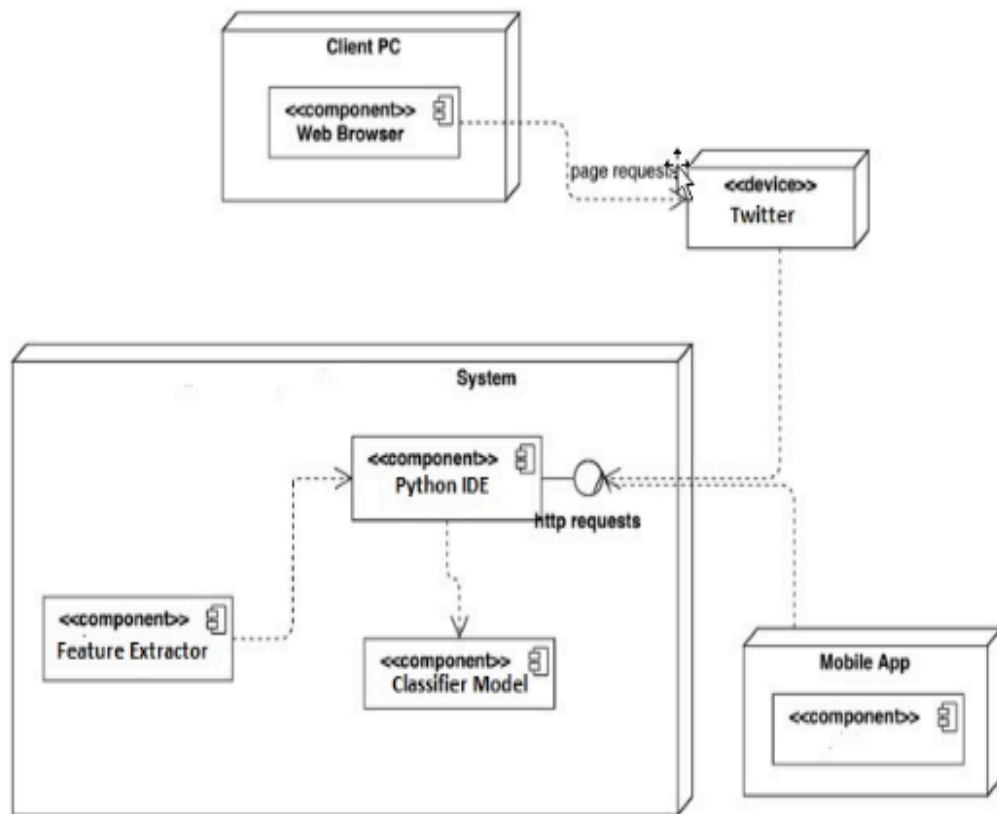 Client PC
<<component>>
Web Browser
page requests
<<device>>
Twitter
System
<<component>>
Python IDE
http requests
<<component>>
Feature Extractor
<<component>>
Classifier Model
Mobile App
<<component>>